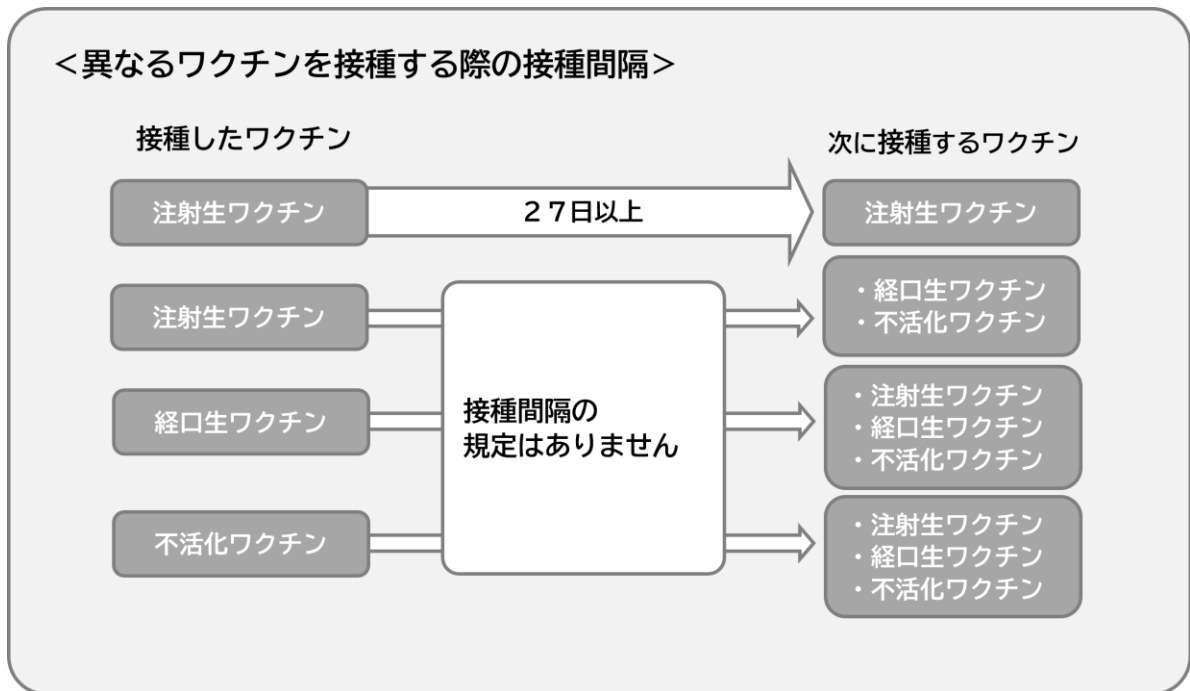 ＜異なるワクチンを接種する際の接種間隔＞
接種したワクチン
次に接種するワクチン
注射生ワクチン
２７日以上
注射生ワクチン
注射生ワクチン
・経口生ワクチン
・不活化ワクチン
接種間隔の
規定はありません
経口生ワクチン
・注射生ワクチン
・経口生ワクチン
・不活化ワクチン
不活化ワクチン
・注射生ワクチン
・経口生ワクチン
・不活化ワクチン